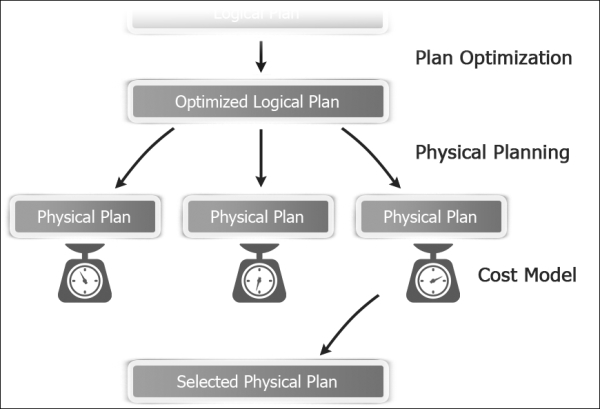 Logical Plan
Plan Optimization
Optimized Logical Plan
Physical Planning
Physical Plan
Physical Plan
Physical Plan
Cost Model
Selected Physical Plan